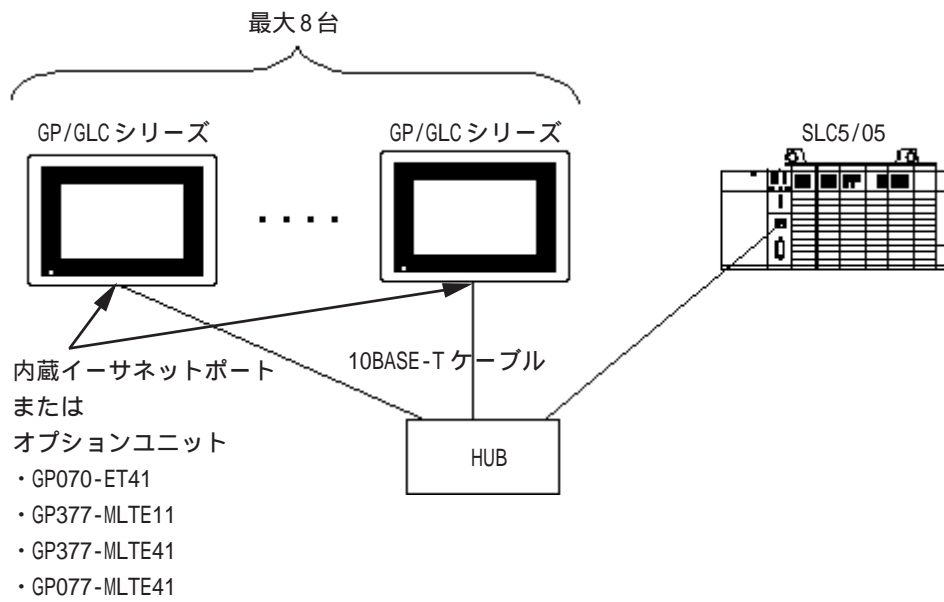 最大8台
GP/GLCシリーズ
GP/GLCシリーズ
SLC5/05
内蔵イーサネットポート
または
オプションユニット
・GP070-ET41
・GP377-MLTE11
・GP377-MLTE41
・GP077-MLTE41
10BASE-Tケーブル
HUB